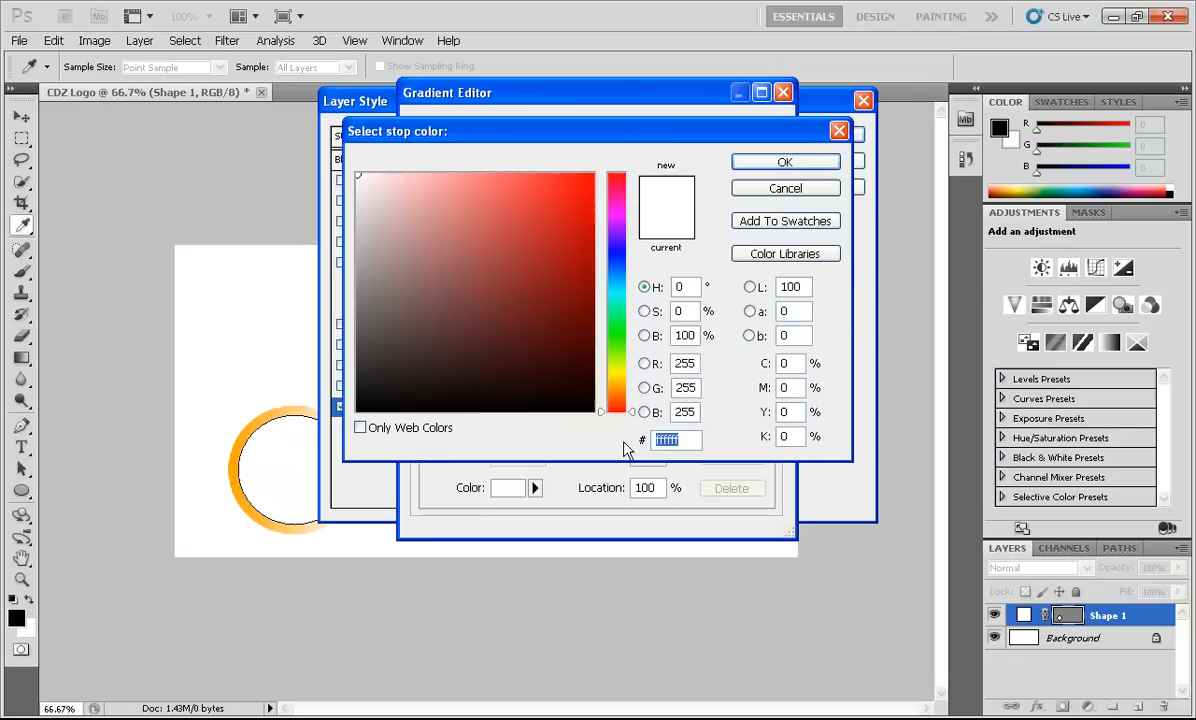 Ps Br Mb 100% ESSENTIALS DESIGN PAINTING CS Live
File Edit Image Layer Select Filter Analysis 3D View Window Help
Sample Size: Point Sample Sample: All Layers Show Sampling Ring
CDZ Logo @ 66.7% (Shape 1, RGB/8) *
Gradient Editor
Layer Style
Select stop color:
new
current
OK
Cancel
Add To Swatches
Color Libraries
H: 0 °
S: 0 %
B: 100 %
R: 255
G: 255
B: 255
# ffffff
L: 100
a: 0
b: 0
C: 0 %
M: 0 %
Y: 0 %
K: 0 %
Only Web Colors
Color: Location: 100 % Delete
Mb
COLOR SWATCHES STYLES
R 0
G 0
B 0
ADJUSTMENTS MASKS
Add an adjustment
Levels Presets
Curves Presets
Exposure Presets
Hue/Saturation Presets
Black & White Presets
Channel Mixer Presets
Selective Color Presets
LAYERS CHANNELS PATHS
Normal Opacity: 100%
Lock: Fill: 100%
Shape 1
Background
66.67% Doc: 1.43M/0 bytes